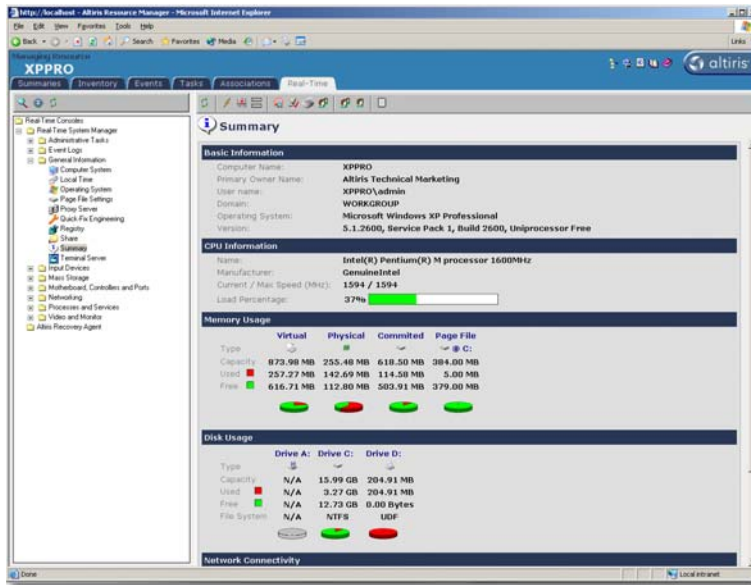 http://localhost - Altiris Resource Manager - Microsoft Internet Explorer
File Edit View Favorites Tools Help
Back Search Favorites Media Links
Managing Resource
XPPRO
altiris
Summaries Inventory Events Tasks Associations Real-Time
Real Time Consoles
Real-Time System Manager
Administrative Tasks
Event Logs
General Information
Computer System
Local Time
Operating System
Page File Settings
Proxy Server
Quick Fix Engineering
Registry
Share
Summary
Terminal Server
Input Devices
Mass Storage
Motherboard, Controllers and Ports
Networking
Processes and Services
Video and Monitor
Altiris Recovery Agent
Summary
Basic Information
Computer Name: XPPRO
Primary Owner Name: Altiris Technical Marketing
User name: XPPRO\admin
Domain: WORKGROUP
Operating System: Microsoft Windows XP Professional
Version: 5.1.2600, Service Pack 1, Build 2600, Uniprocessor Free
CPU Information
Name: Intel(R) Pentium(R) M processor 1600MHz
Manufacturer: GenuineIntel
Current / Max Speed (MHz): 1594 / 1594
Load Percentage: 37%
Memory Usage
Virtual Physical Commited Page File
Type C:
Capacity 873.98 MB 255.48 MB 618.50 MB 384.00 MB
Used 257.27 MB 142.69 MB 114.58 MB 5.00 MB
Free 616.71 MB 112.80 MB 503.91 MB 379.00 MB
Disk Usage
Drive A: Drive C: Drive D:
Type
Capacity N/A 15.99 GB 204.91 MB
Used N/A 3.27 GB 204.91 MB
Free N/A 12.73 GB 0.00 Bytes
File System N/A NTFS UDF
Network Connectivity
Done Local intranet